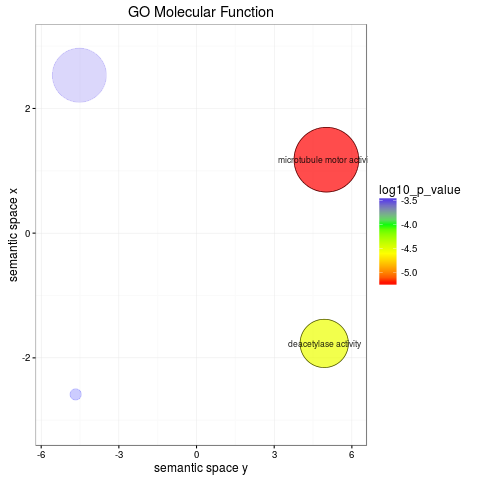 GO Molecular Function
semantic space x
2
0
-2
-6
-3
0
3
6
semantic space y
microtubule motor activi
deacetylase activity
log10_p_value
-3.5
-4.0
-4.5
-5.0